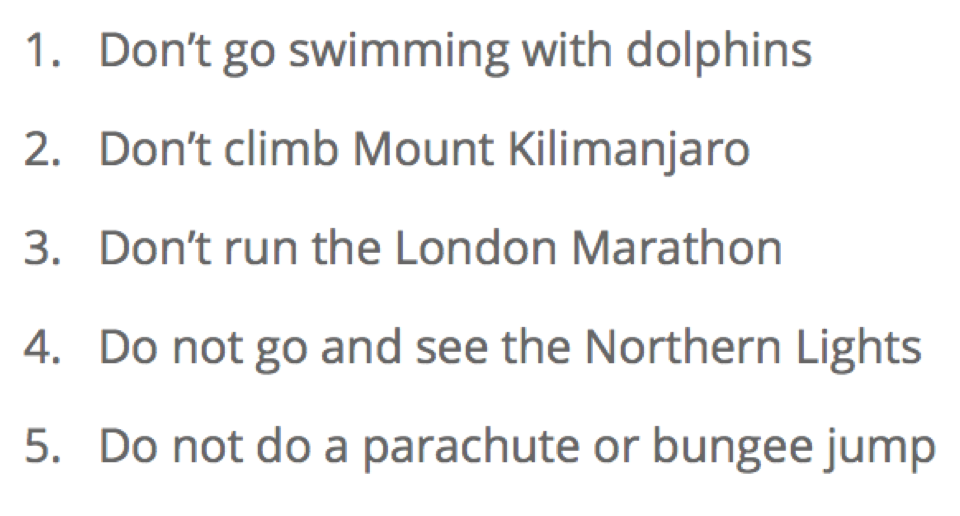 1. Don’t go swimming with dolphins
2. Don’t climb Mount Kilimanjaro
3. Don’t run the London Marathon
4. Do not go and see the Northern Lights
5. Do not do a parachute or bungee jump